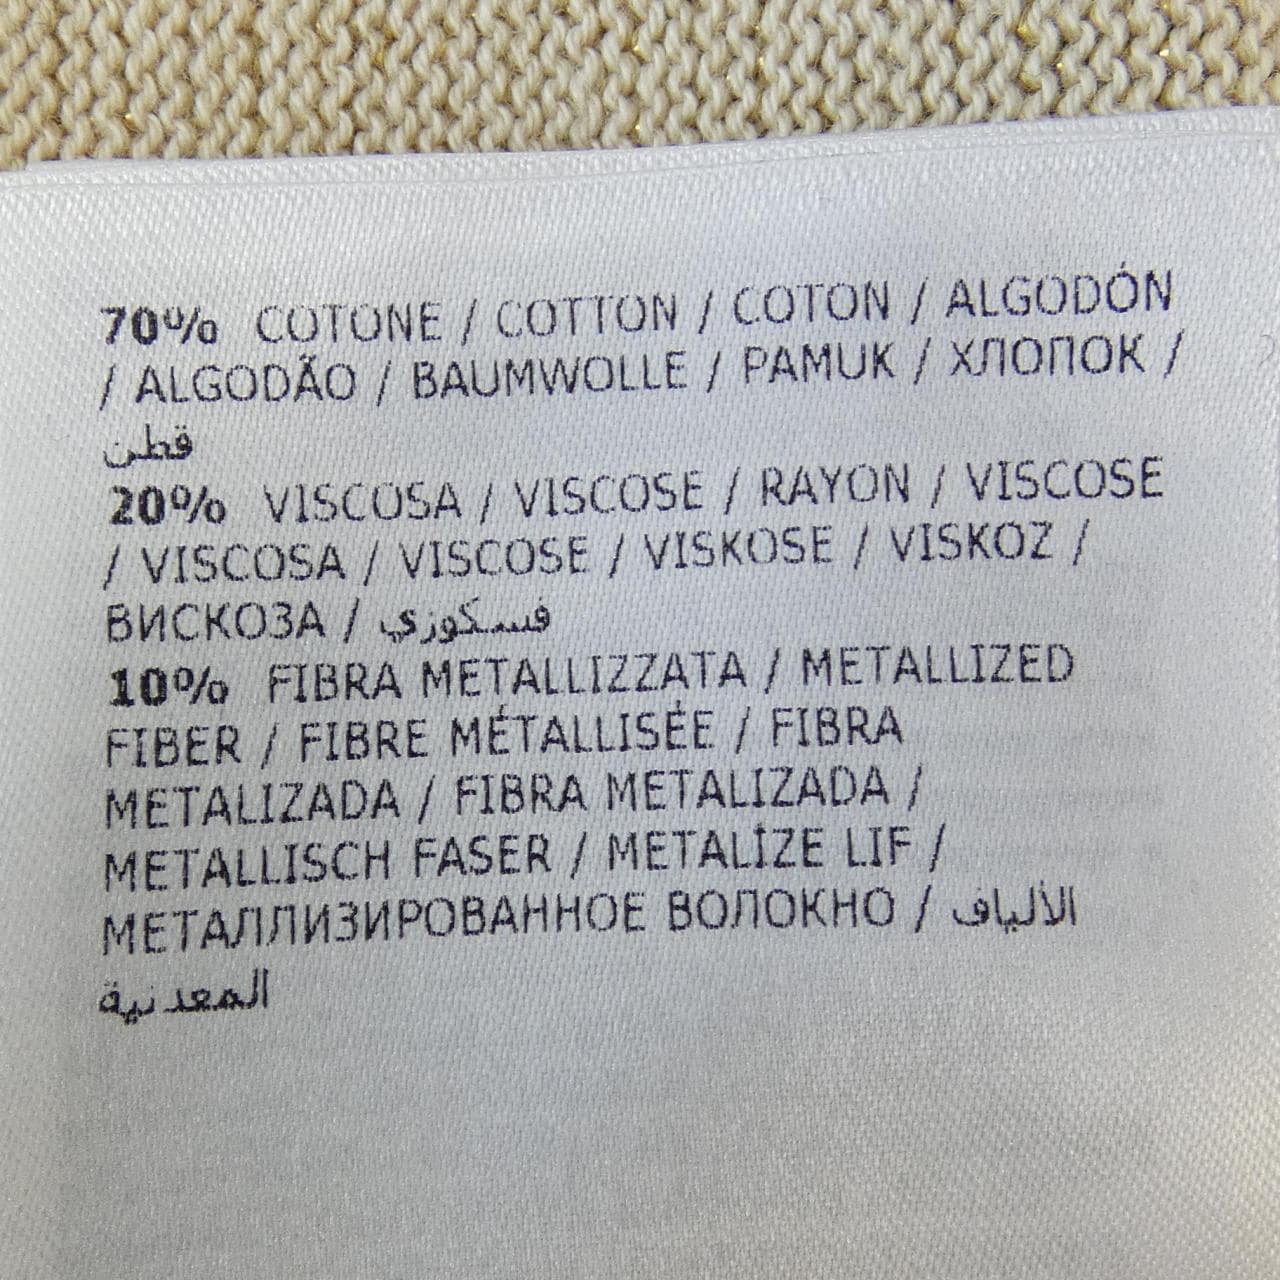 70% COTONE / COTTON / COTON / ALGODÓN
/ ALGODÃO / BAUMWOLLE / PAMUK / ХЛОПОК /
قطن
20% VISCOSA / VISCOSE / RAYON / VISCOSE
/ VISCOSA / VISCOSE / VISKOSE / VISKOZ /
ВИСКОЗА / فسكوزي
10% FIBRA METALLIZZATA / METALLIZED
FIBER / FIBRE MÉTALLISÉE / FIBRA
METALIZADA / FIBRA METALIZADA /
METALLISCH FASER / METALİZE LIF /
МЕТАЛЛИЗИРОВАННОЕ ВОЛОКНО / الألياف
المعدنية